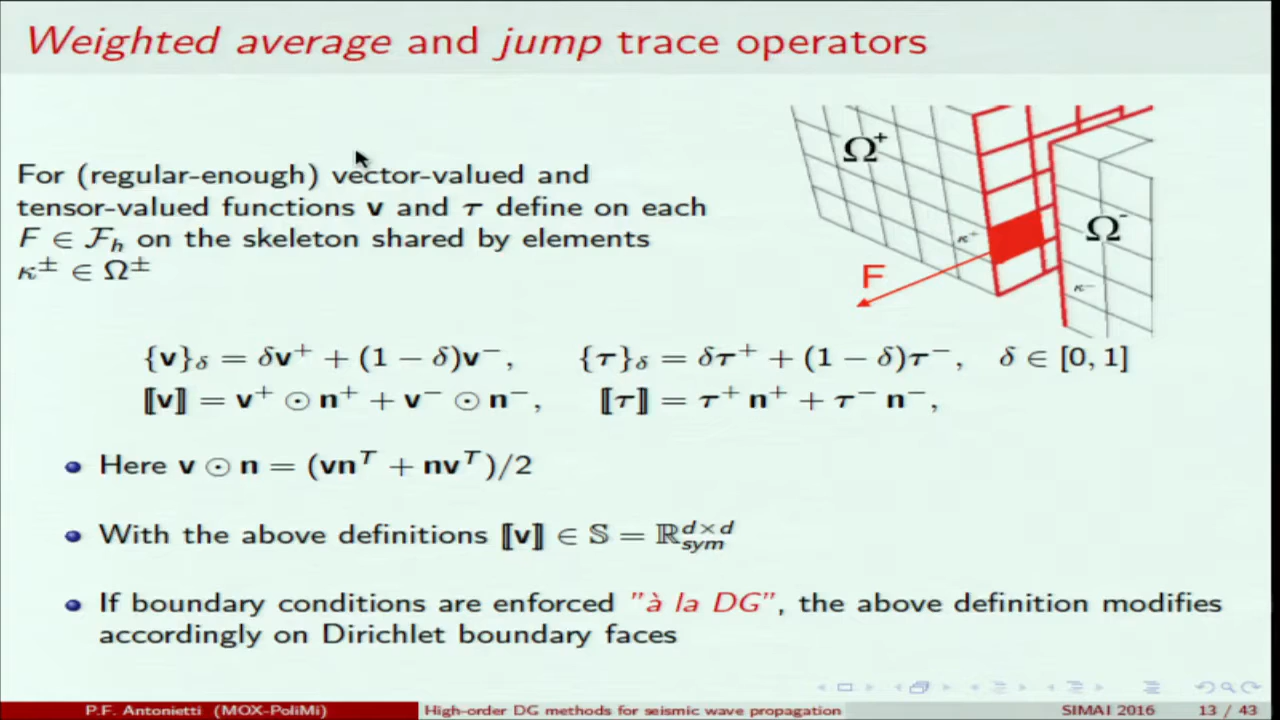 Weighted average and jump trace operators
For (regular-enough) vector-valued and
tensor-valued functions v and τ define on each
F ∈ 𝓕ₕ on the skeleton shared by elements
κ± ∈ Ω±
Ω⁺
Ω⁻
κ⁺
κ⁻
F
{v}_δ = δv⁺ + (1 − δ)v⁻, {τ}_δ = δτ⁺ + (1 − δ)τ⁻, δ ∈ [0, 1]
⟦v⟧ = v⁺ ⊙ n⁺ + v⁻ ⊙ n⁻, ⟦τ⟧ = τ⁺ n⁺ + τ⁻ n⁻,
Here v ⊙ n = (vnᵀ + nvᵀ)/2
With the above definitions ⟦v⟧ ∈ 𝕊 = ℝ^{d×d}_{sym}
If boundary conditions are enforced "à la DG", the above definition modifies
accordingly on Dirichlet boundary faces
P.F. Antonietti (MOX-PoliMi) High-order DG methods for seismic wave propagation SIMAI 2016 13 / 43